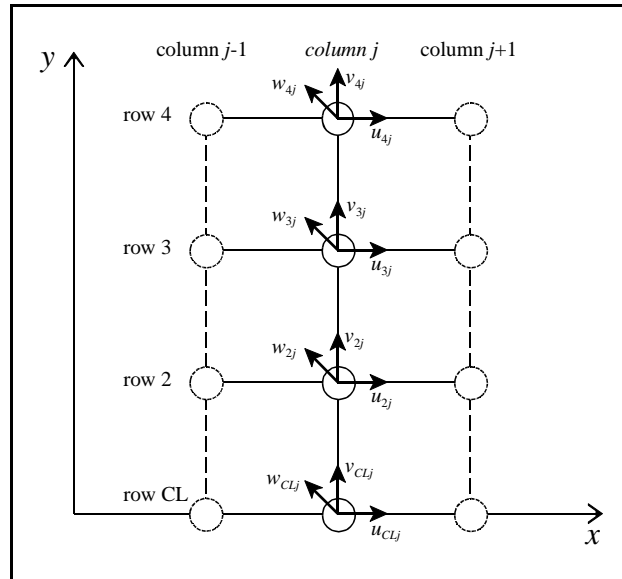 column j-1 column j column j+1
y
w4j v4j
row 4
u4j
v3j
w3j
row 3
u3j
v2j
w2j
row 2
u2j
vCLj
wCLj
row CL
uCLj
x